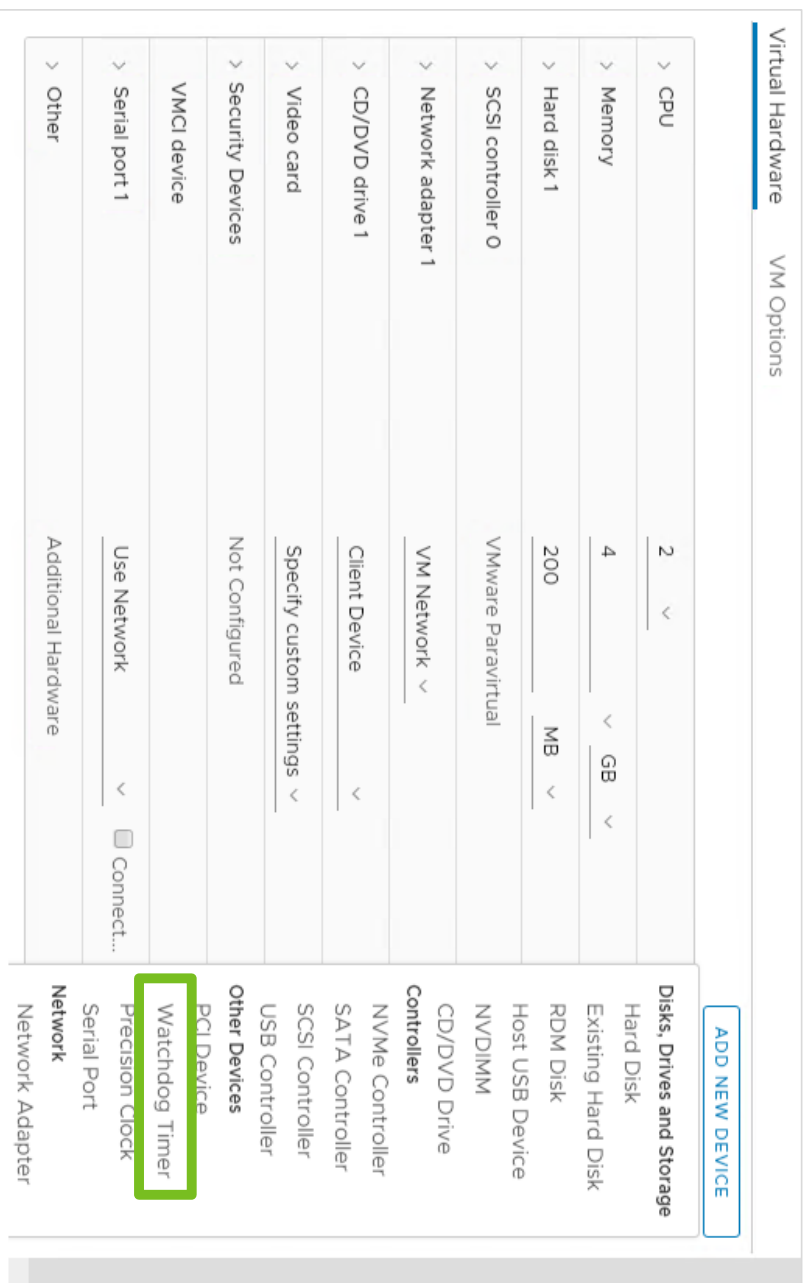 Virtual Hardware VM Options
ADD NEW DEVICE
CPU 2
Memory 4 GB
Hard disk 1 200 MB
SCSI controller 0 VMware Paravirtual
Network adapter 1 VM Network
CD/DVD drive 1 Client Device
Video card Specify custom settings
Security Devices Not Configured
VMCI device
Serial port 1 Use Network Connect...
Other Additional Hardware
Disks, Drives and Storage
Hard Disk
Existing Hard Disk
RDM Disk
Host USB Device
NVDIMM
CD/DVD Drive
Controllers
NVMe Controller
SATA Controller
SCSI Controller
USB Controller
Other Devices
PCI Device
Watchdog Timer
Precision Clock
Serial Port
Network
Network Adapter